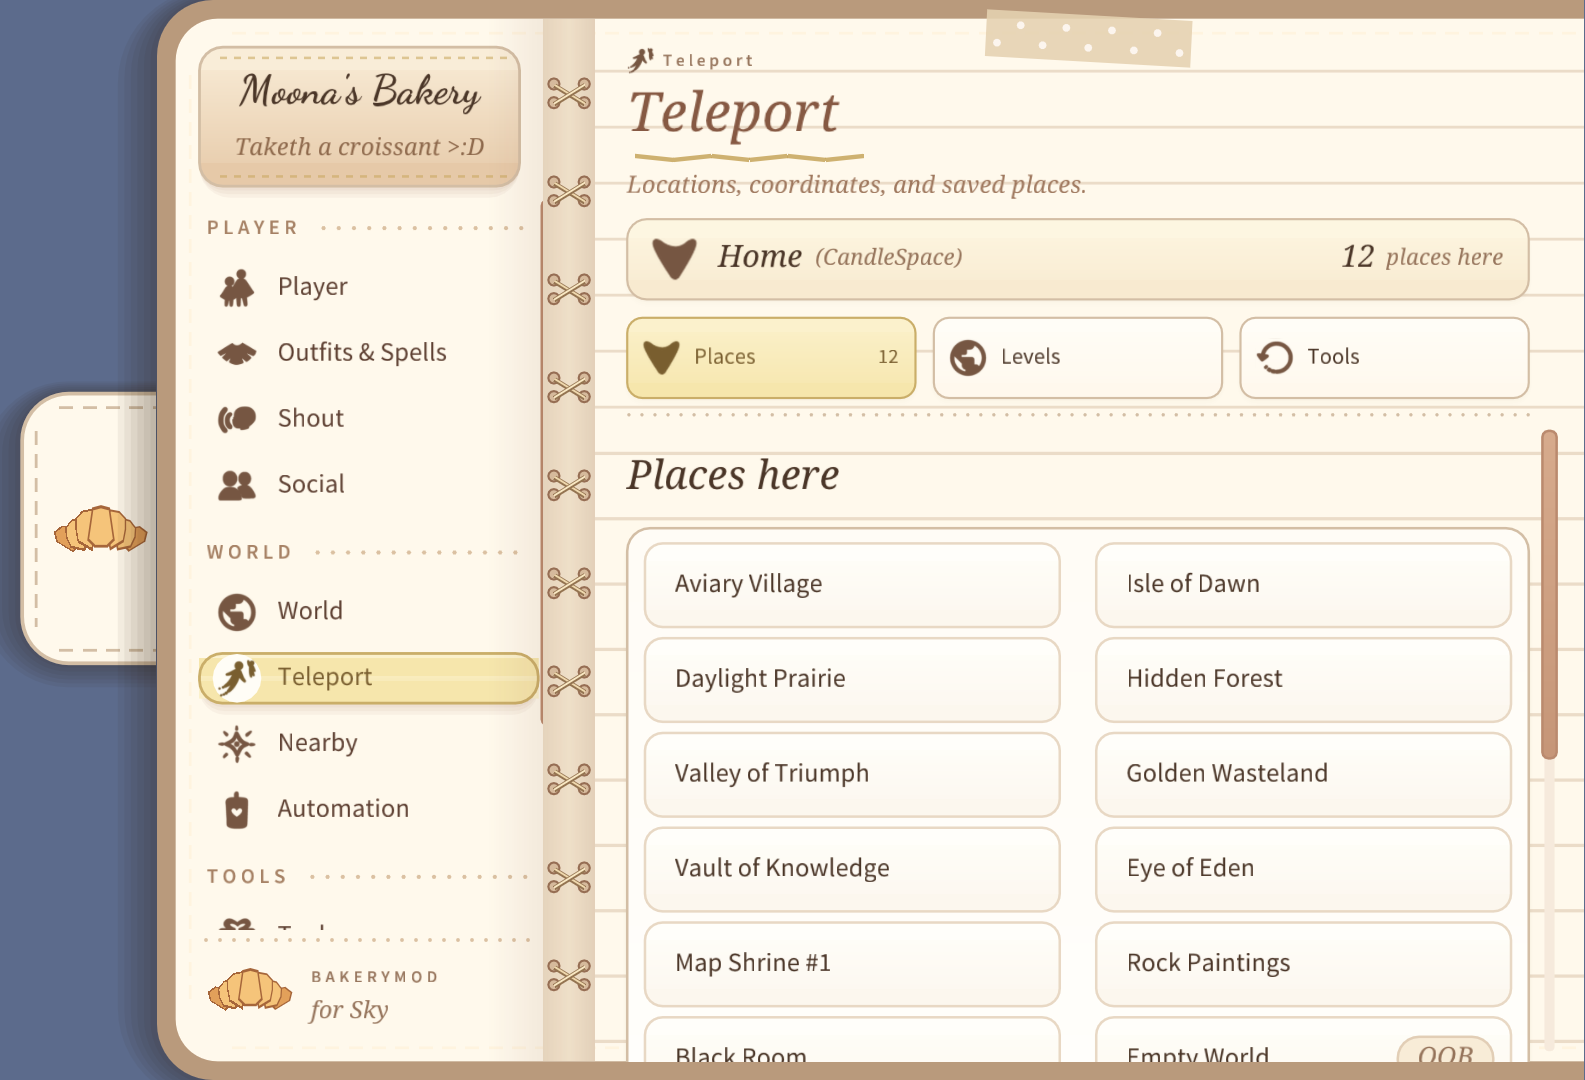 Moona's Bakery
Taketh a croissant >:D
PLAYER
Player
Outfits & Spells
Shout
Social
WORLD
World
Teleport
Nearby
Automation
TOOLS
BAKERYMOD
for Sky
Teleport
Teleport
Locations, coordinates, and saved places.
Home (CandleSpace) 12 places here
Places 12
Levels
Tools
Places here
Aviary Village
Isle of Dawn
Daylight Prairie
Hidden Forest
Valley of Triumph
Golden Wasteland
Vault of Knowledge
Eye of Eden
Map Shrine #1
Rock Paintings
Black Room
Empty World OOB